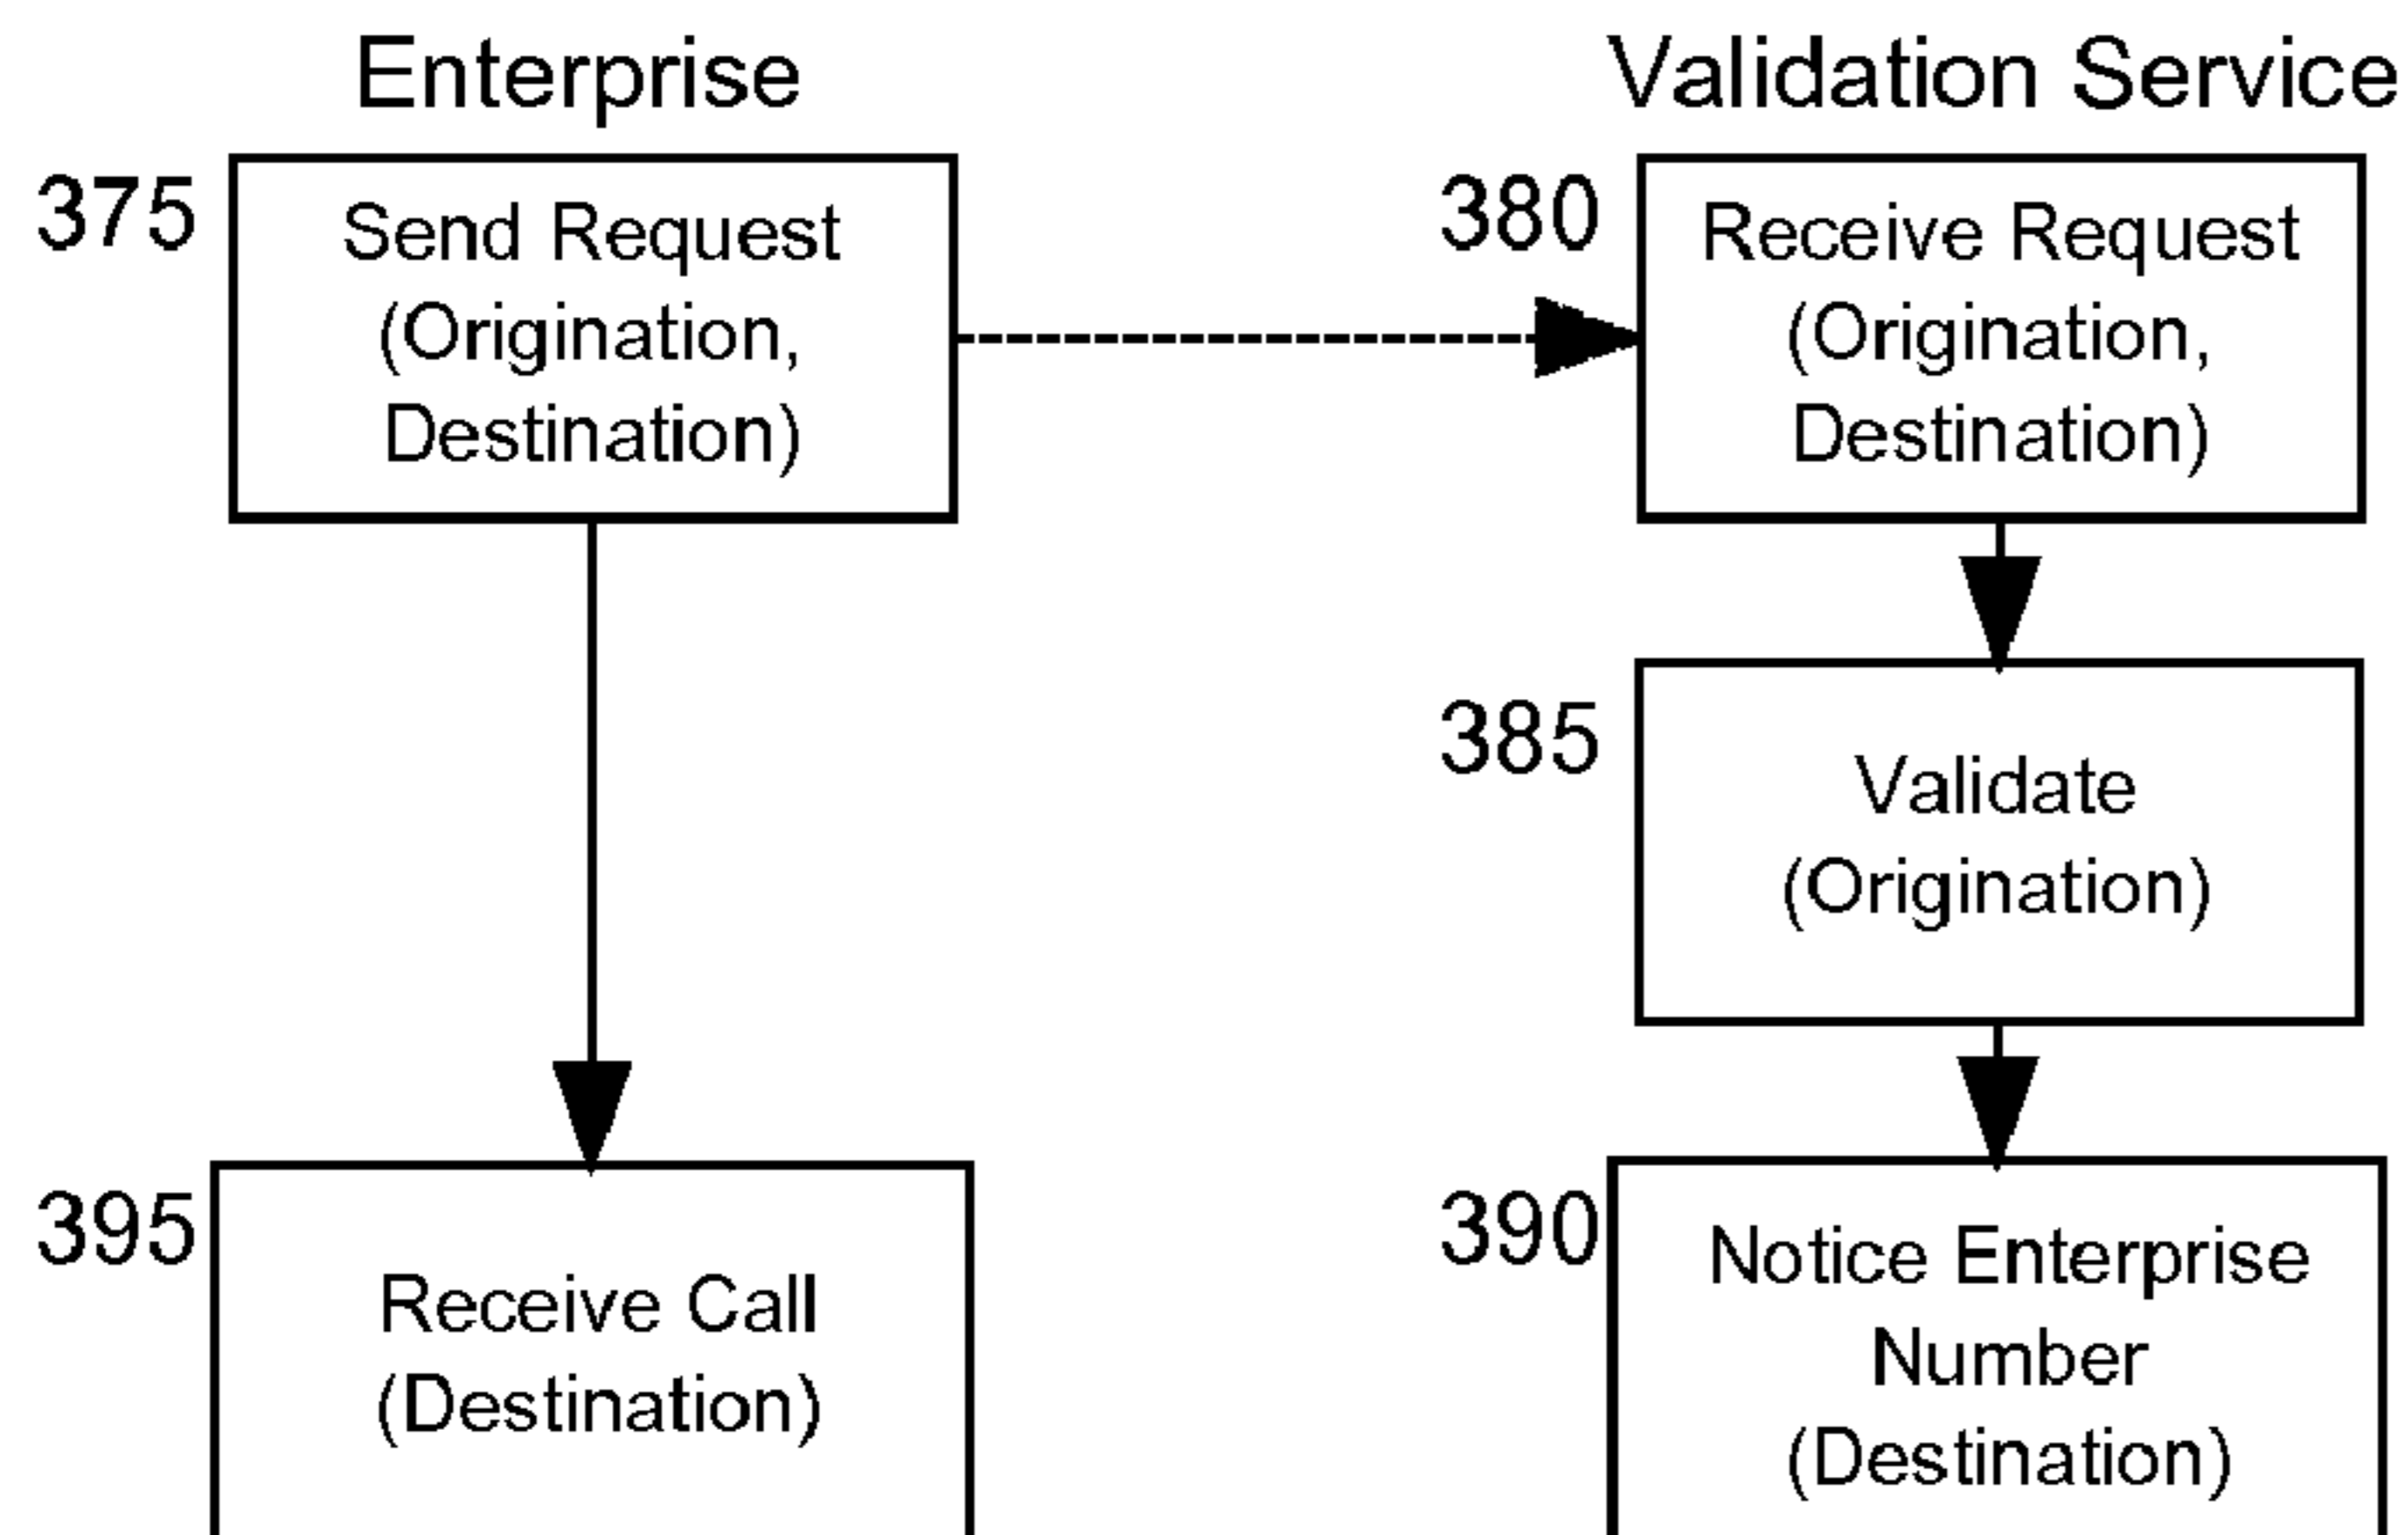 Enterprise
Validation Service
375
Send Request
(Origination,
Destination)
380
Receive Request
(Origination,
Destination)
385
Validate
(Origination)
395
Receive Call
(Destination)
390
Notice Enterprise
Number
(Destination)